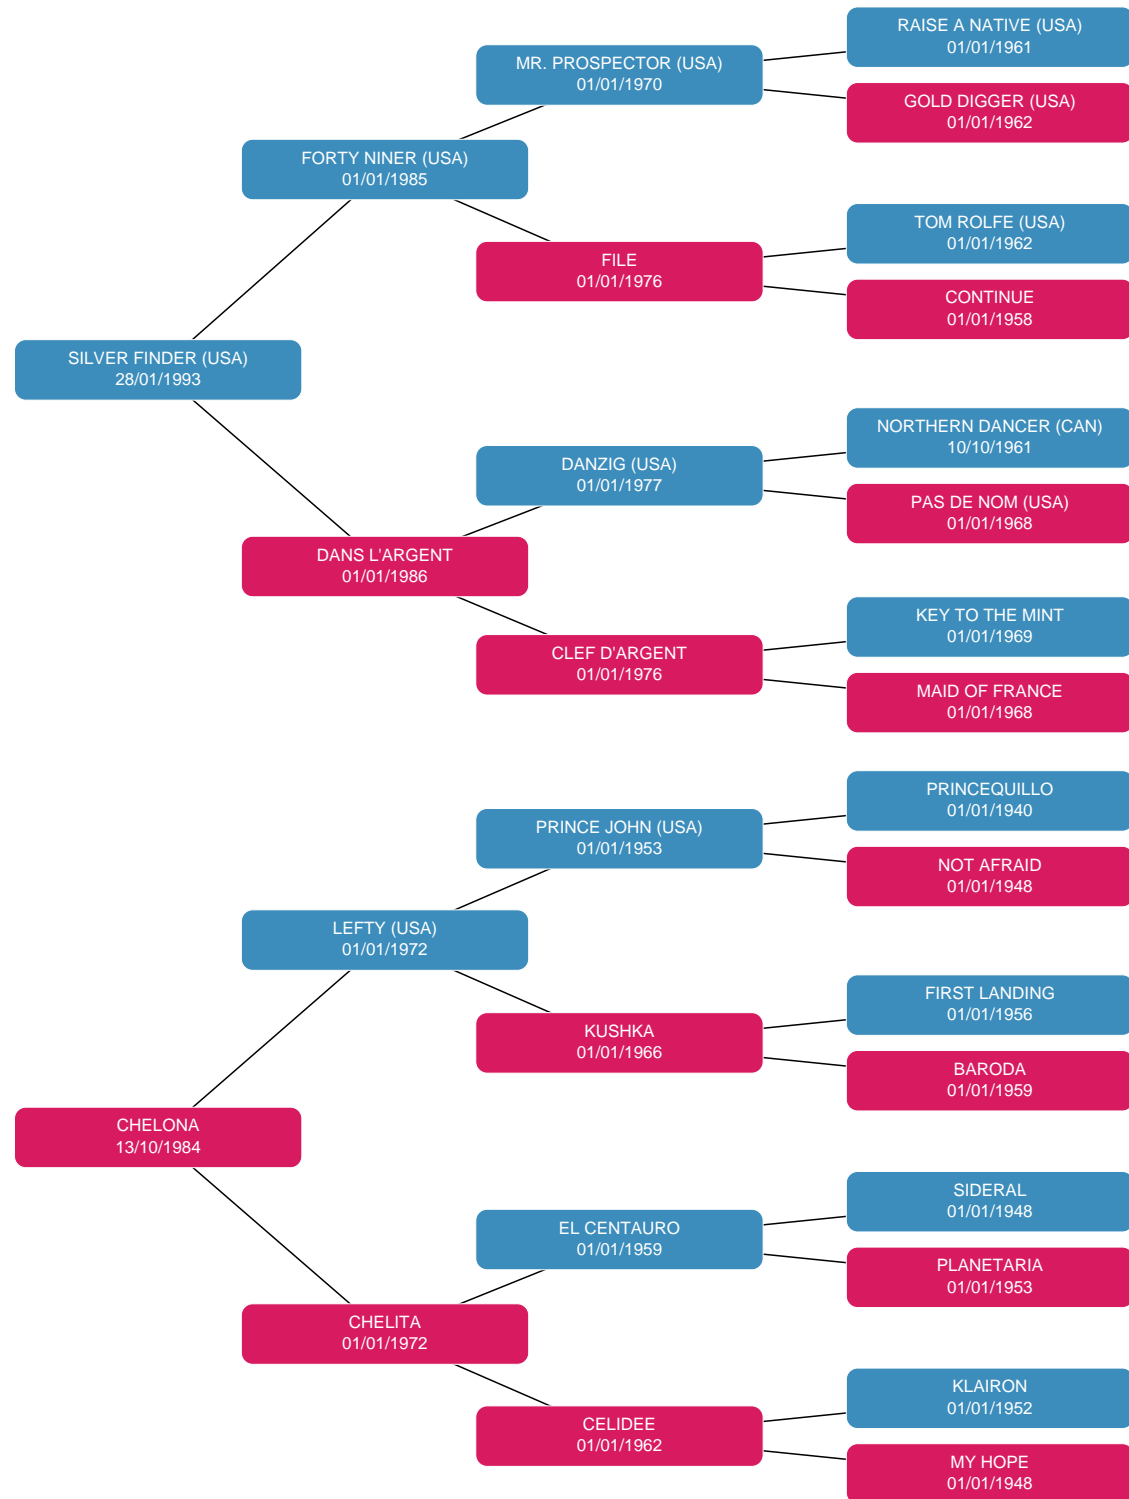 RAISE A NATIVE (USA)
01/01/1961
MR. PROSPECTOR (USA)
01/01/1970
GOLD DIGGER (USA)
01/01/1962
FORTY NINER (USA)
01/01/1985
TOM ROLFE (USA)
01/01/1962
FILE
01/01/1976
CONTINUE
01/01/1958
SILVER FINDER (USA)
28/01/1993
NORTHERN DANCER (CAN)
10/10/1961
DANZIG (USA)
01/01/1977
PAS DE NOM (USA)
01/01/1968
DANS L'ARGENT
01/01/1986
KEY TO THE MINT
01/01/1969
CLEF D'ARGENT
01/01/1976
MAID OF FRANCE
01/01/1968
PRINCEQUILLO
01/01/1940
PRINCE JOHN (USA)
01/01/1953
NOT AFRAID
01/01/1948
LEFTY (USA)
01/01/1972
FIRST LANDING
01/01/1956
KUSHKA
01/01/1966
BARODA
01/01/1959
CHELONA
13/10/1984
SIDERAL
01/01/1948
EL CENTAURO
01/01/1959
PLANETARIA
01/01/1953
CHELITA
01/01/1972
KLAIRON
01/01/1952
CELIDEE
01/01/1962
MY HOPE
01/01/1948